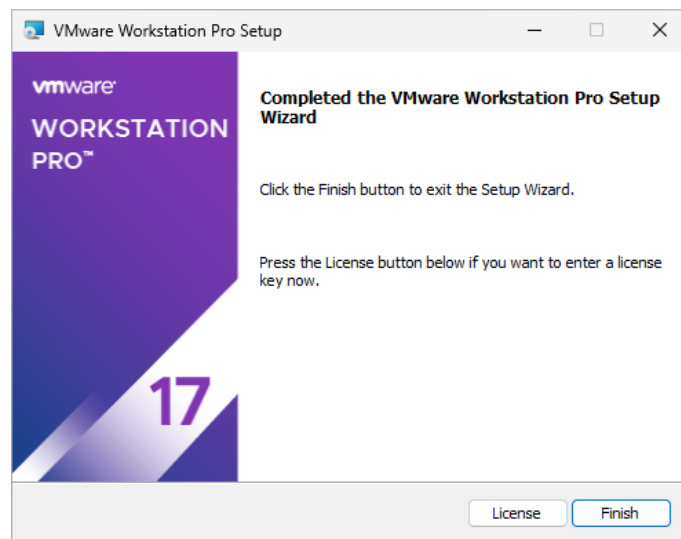 VMware Workstation Pro Setup
vmware®
WORKSTATION
PRO™
17
Completed the VMware Workstation Pro Setup
Wizard
Click the Finish button to exit the Setup Wizard.
Press the License button below if you want to enter a license
key now.
License
Finish